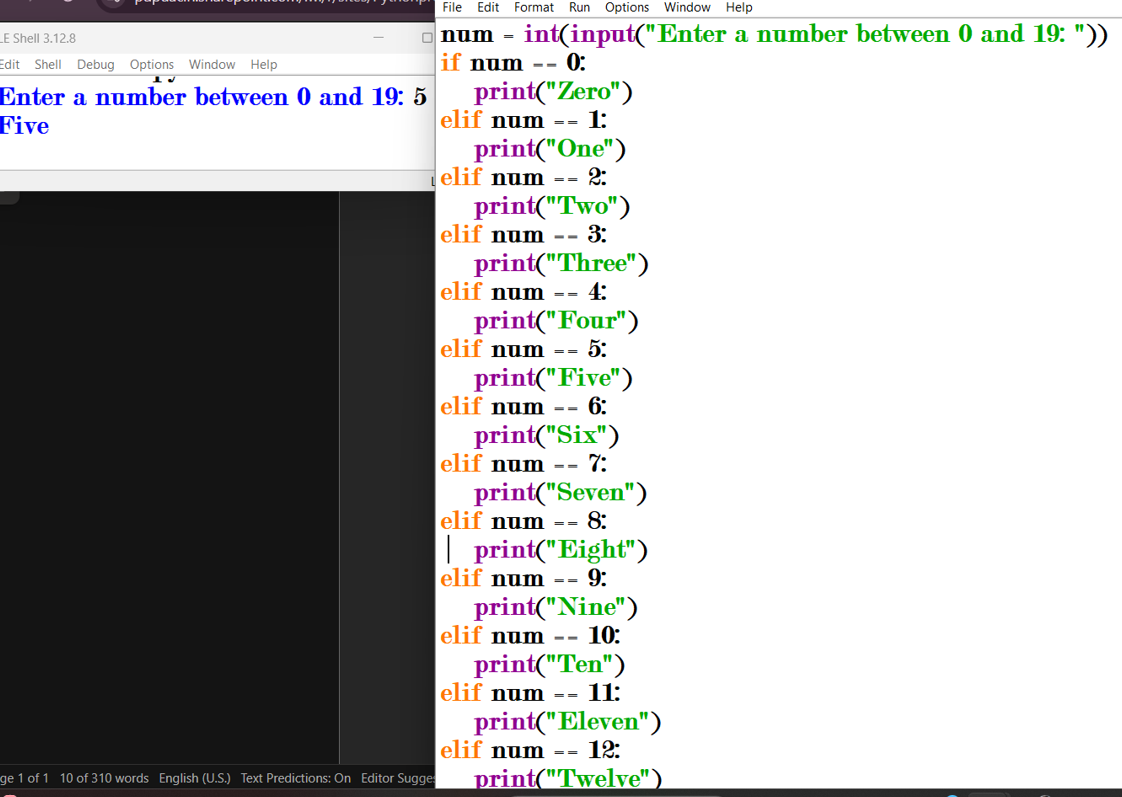 LE Shell 3.12.8
Edit Shell Debug Options Window Help
Enter a number between 0 and 19: 5
Five
File Edit Format Run Options Window Help
num = int(input("Enter a number between 0 and 19: "))
if num == 0:
print("Zero")
elif num == 1:
print("One")
elif num == 2:
print("Two")
elif num == 3:
print("Three")
elif num == 4:
print("Four")
elif num == 5:
print("Five")
elif num == 6:
print("Six")
elif num == 7:
print("Seven")
elif num == 8:
print("Eight")
elif num == 9:
print("Nine")
elif num == 10:
print("Ten")
elif num == 11:
print("Eleven")
elif num == 12:
print("Twelve")
ge 1 of 1 10 of 310 words English (U.S.) Text Predictions: On Editor Sugges